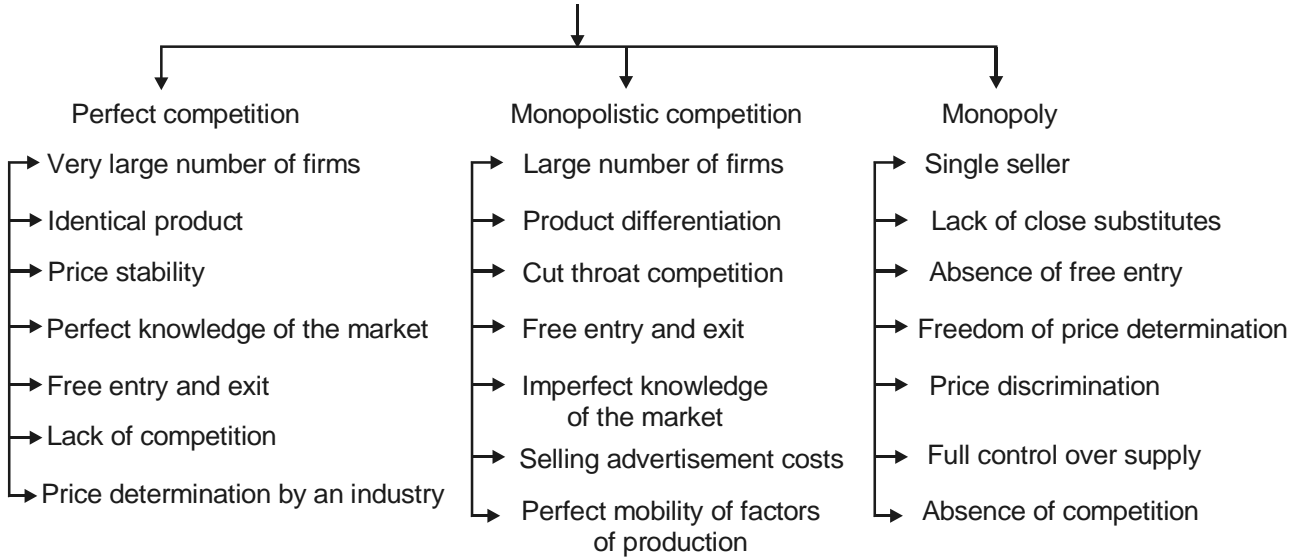 Perfect competition
Very large number of firms
Identical product
Price stability
Perfect knowledge of the market
Free entry and exit
Lack of competition
Price determination by an industry
Monopolistic competition
Large number of firms
Product differentiation
Cut throat competition
Free entry and exit
Imperfect knowledge
of the market
Selling advertisement costs
Perfect mobility of factors
of production
Monopoly
Single seller
Lack of close substitutes
Absence of free entry
Freedom of price determination
Price discrimination
Full control over supply
Absence of competition